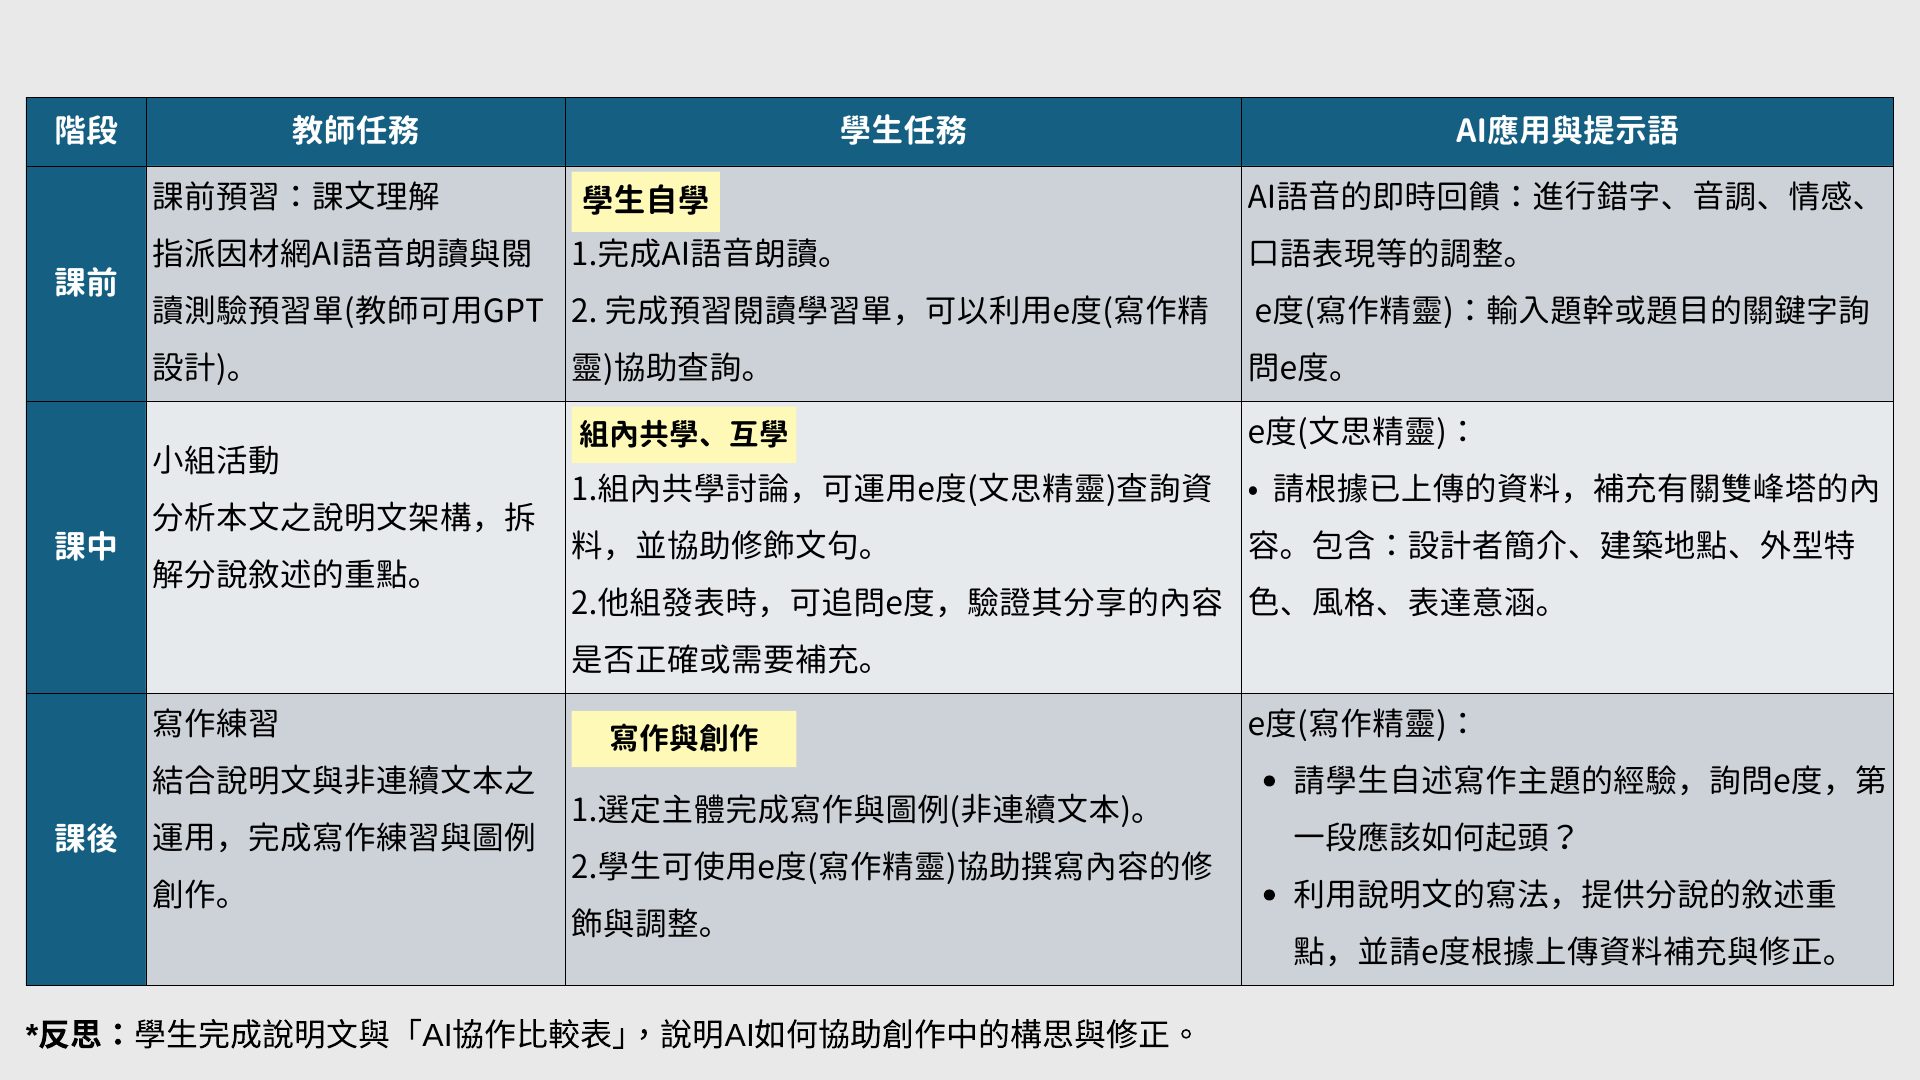 階段
教師任務
學生任務
AI應用與提示語
課前
課前預習：課文理解
指派因材網AI語音朗讀與閱
讀測驗預習單(教師可用GPT
設計)。
學生自學
1.完成AI語音朗讀。
2. 完成預習閱讀學習單，可以利用e度(寫作精
靈)協助查詢。
AI語音的即時回饋：進行錯字、音調、情感、
口語表現等的調整。
e度(寫作精靈)：輸入題幹或題目的關鍵字詢
問e度。
課中
小組活動
分析本文之說明文架構，拆
解分說敘述的重點。
組內共學、互學
1.組內共學討論，可運用e度(文思精靈)查詢資
料，並協助修飾文句。
2.他組發表時，可追問e度，驗證其分享的內容
是否正確或需要補充。
e度(文思精靈)：
• 請根據已上傳的資料，補充有關雙峰塔的內
容。包含：設計者簡介、建築地點、外型特
色、風格、表達意涵。
課後
寫作練習
結合說明文與非連續文本之
運用，完成寫作練習與圖例
創作。
寫作與創作
1.選定主體完成寫作與圖例(非連續文本)。
2.學生可使用e度(寫作精靈)協助撰寫內容的修
飾與調整。
e度(寫作精靈)：
• 請學生自述寫作主題的經驗，詢問e度，第
一段應該如何起頭？
• 利用說明文的寫法，提供分說的敘述重
點，並請e度根據上傳資料補充與修正。
*反思：學生完成說明文與「AI協作比較表」，說明AI如何協助創作中的構思與修正。